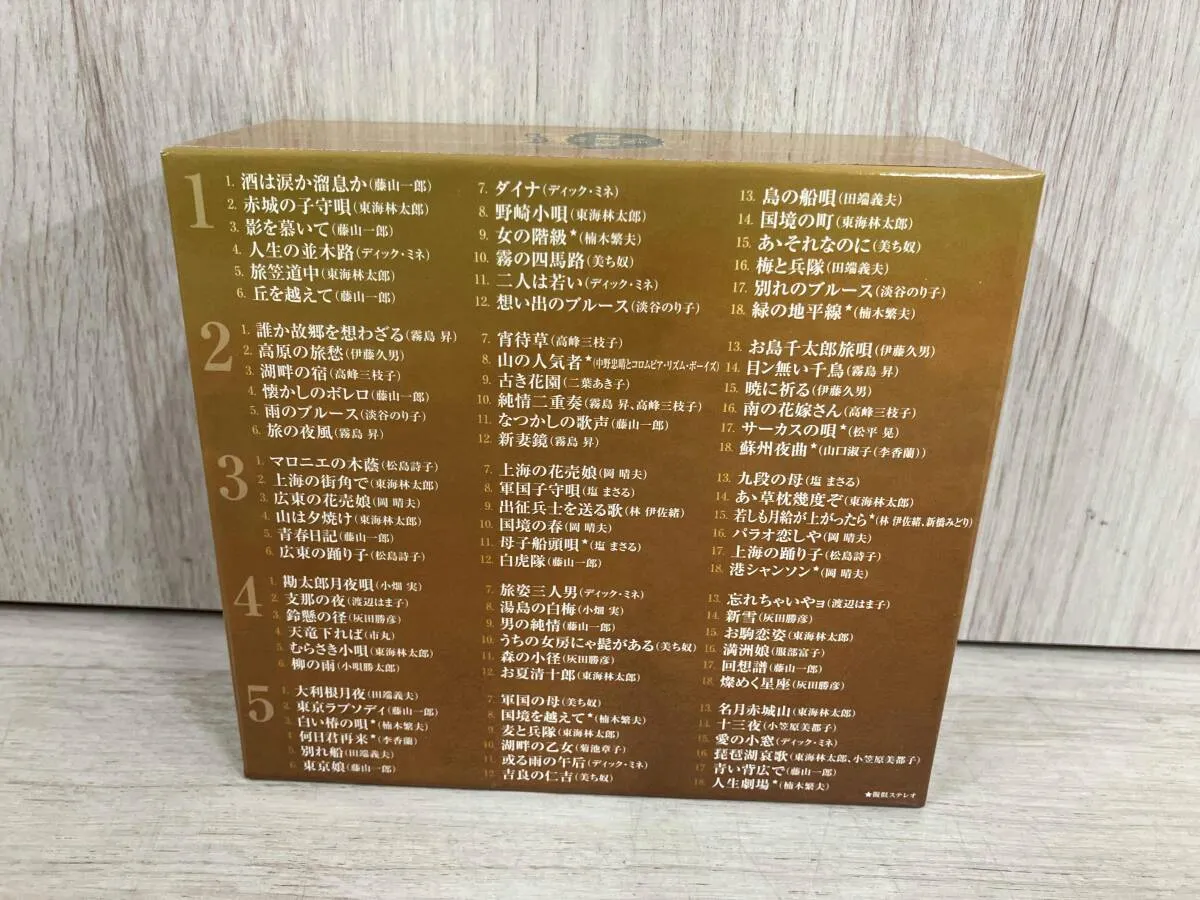 1
1. 酒は涙か溜息か(藤山一郎)
2. 赤城の子守唄(東海林太郎)
3. 影を慕いて(藤山一郎)
4. 人生の並木路(ディック・ミネ)
5. 旅笠道中(東海林太郎)
6. 丘を越えて(藤山一郎)
7. ダイナ(ディック・ミネ)
8. 野崎小唄(東海林太郎)
9. 女の階級★(楠木繁夫)
10. 霧の四馬路(美ち奴)
11. 二人は若い(ディック・ミネ)
12. 想い出のブルース(淡谷のり子)
13. 島の船唄(田端義夫)
14. 国境の町(東海林太郎)
15. あゝそれなのに(美ち奴)
16. 梅と兵隊(田端義夫)
17. 別れのブルース(淡谷のり子)
18. 緑の地平線★(楠木繁夫)
2
1. 誰か故郷を想わざる(霧島 昇)
2. 高原の旅愁(伊藤久男)
3. 湖畔の宿(高峰三枝子)
4. 懐かしのボレロ(藤山一郎)
5. 雨のブルース(淡谷のり子)
6. 旅の夜風(霧島 昇)
7. 宵待草(高峰三枝子)
8. 山の人気者★(中野忠晴とコロムビア・リズム・ボーイズ)
9. 古き花園(二葉あき子)
10. 純情二重奏(霧島 昇、高峰三枝子)
11. なつかしの歌声(藤山一郎)
12. 新妻鏡(霧島 昇)
13. お島千太郎旅唄(伊藤久男)
14. 目ン無い千鳥(霧島 昇)
15. 暁に祈る(伊藤久男)
16. 南の花嫁さん(高峰三枝子)
17. サーカスの唄★(松平 晃)
18. 蘇州夜曲★(山口淑子(李香蘭))
3
1. マロニエの木蔭(松島詩子)
2. 上海の街角で(東海林太郎)
3. 広東の花売娘(岡 晴夫)
4. 山は夕焼け(東海林太郎)
5. 青春日記(藤山一郎)
6. 広東の踊り子(松島詩子)
7. 上海の花売娘(岡 晴夫)
8. 軍国子守唄(塩 まさる)
9. 出征兵士を送る歌(林 伊佐緒)
10. 国境の春(岡 晴夫)
11. 母子船頭唄★(塩 まさる)
12. 白虎隊(藤山一郎)
13. 九段の母(塩 まさる)
14. あゝ草枕幾度ぞ(東海林太郎)
15. 若しも月給が上がったら★(林 伊佐緒、新橋みどり)
16. パラオ恋しや(岡 晴夫)
17. 上海の踊り子(松島詩子)
18. 港シャンソン★(岡 晴夫)
4
1. 勘太郎月夜唄(小畑 実)
2. 支那の夜(渡辺はま子)
3. 鈴懸の径(灰田勝彦)
4. 天竜下れば(市丸)
5. むらさき小唄(東海林太郎)
6. 柳の雨(小唄勝太郎)
7. 旅姿三人男(ディック・ミネ)
8. 湯島の白梅(小畑 実)
9. 男の純情(藤山一郎)
10. うちの女房にゃ髭がある(美ち奴)
11. 森の小径(灰田勝彦)
12. お夏清十郎(東海林太郎)
13. 忘れちゃいやョ(渡辺はま子)
14. 新雪(灰田勝彦)
15. お駒恋姿(東海林太郎)
16. 満洲娘(服部富子)
17. 回想譜(藤山一郎)
18. 燦めく星座(灰田勝彦)
5
1. 大利根月夜(田端義夫)
2. 東京ラプソディ(藤山一郎)
3. 白い椿の唄★(楠木繁夫)
4. 何日君再来★(李香蘭)
5. 別れ船(田端義夫)
6. 東京娘(藤山一郎)
7. 軍国の母(美ち奴)
8. 国境を越えて★(楠木繁夫)
9. 麦と兵隊(東海林太郎)
10. 湖畔の乙女(菊池章子)
11. 或る雨の午后(ディック・ミネ)
12. 吉良の仁吉(美ち奴)
13. 名月赤城山(東海林太郎)
14. 十三夜(小笠原美都子)
15. 愛の小窓(ディック・ミネ)
16. 琵琶湖哀歌(東海林太郎、小笠原美都子)
17. 青い背広で(藤山一郎)
18. 人生劇場★(楠木繁夫)
★擬似ステレオ